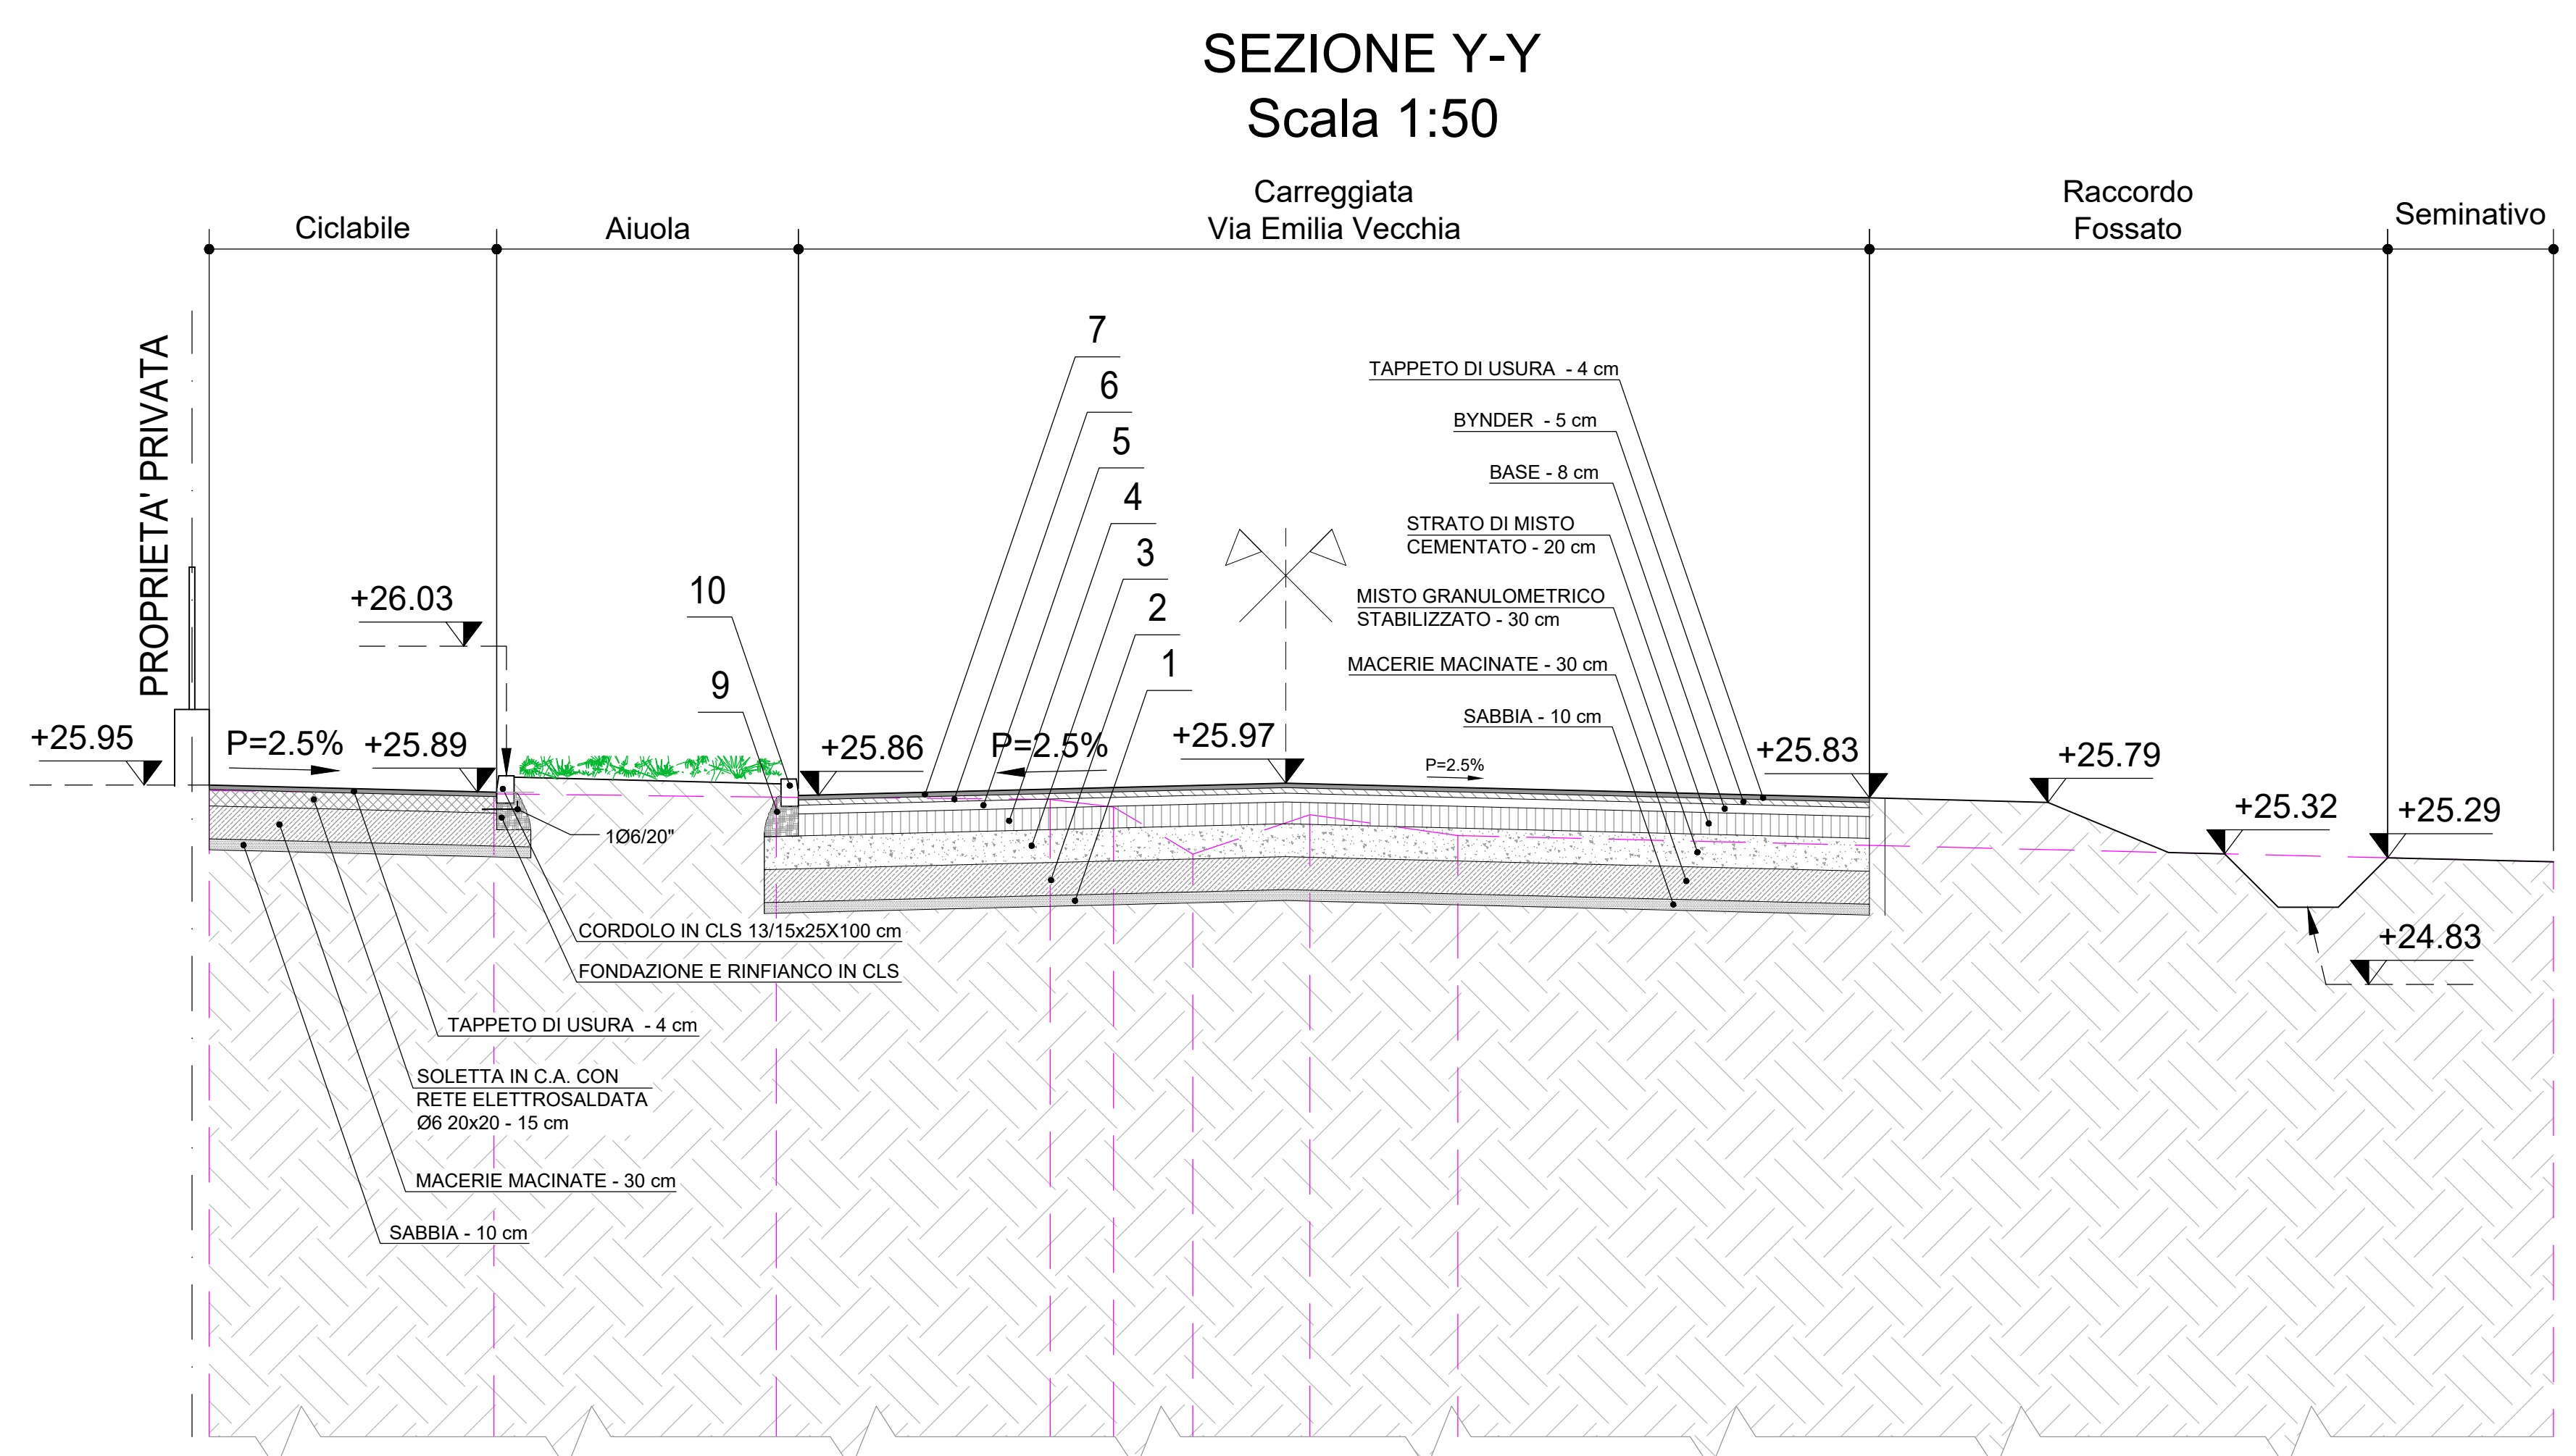 SEZIONE Y-Y
Scala 1:50
Ciclabile
Aiuola
Carreggiata
Via Emilia Vecchia
Raccordo
Fossato
Seminativo
PROPRIETA' PRIVATA
7
6
5
4
3
2
1
10
9
TAPPETO DI USURA - 4 cm
BYNDER - 5 cm
BASE - 8 cm
STRATO DI MISTO
CEMENTATO - 20 cm
MISTO GRANULOMETRICO
STABILIZZATO - 30 cm
MACERIE MACINATE - 30 cm
SABBIA - 10 cm
+26.03
+25.95
P=2.5%
+25.89
+25.86
P=2.5%
+25.97
P=2.5%
+25.83
+25.79
+25.32
+25.29
+24.83
1Ø6/20"
CORDOLO IN CLS 13/15x25X100 cm
FONDAZIONE E RINFIANCO IN CLS
TAPPETO DI USURA - 4 cm
SOLETTA IN C.A. CON
RETE ELETTROSALDATA
Ø6 20x20 - 15 cm
MACERIE MACINATE - 30 cm
SABBIA - 10 cm